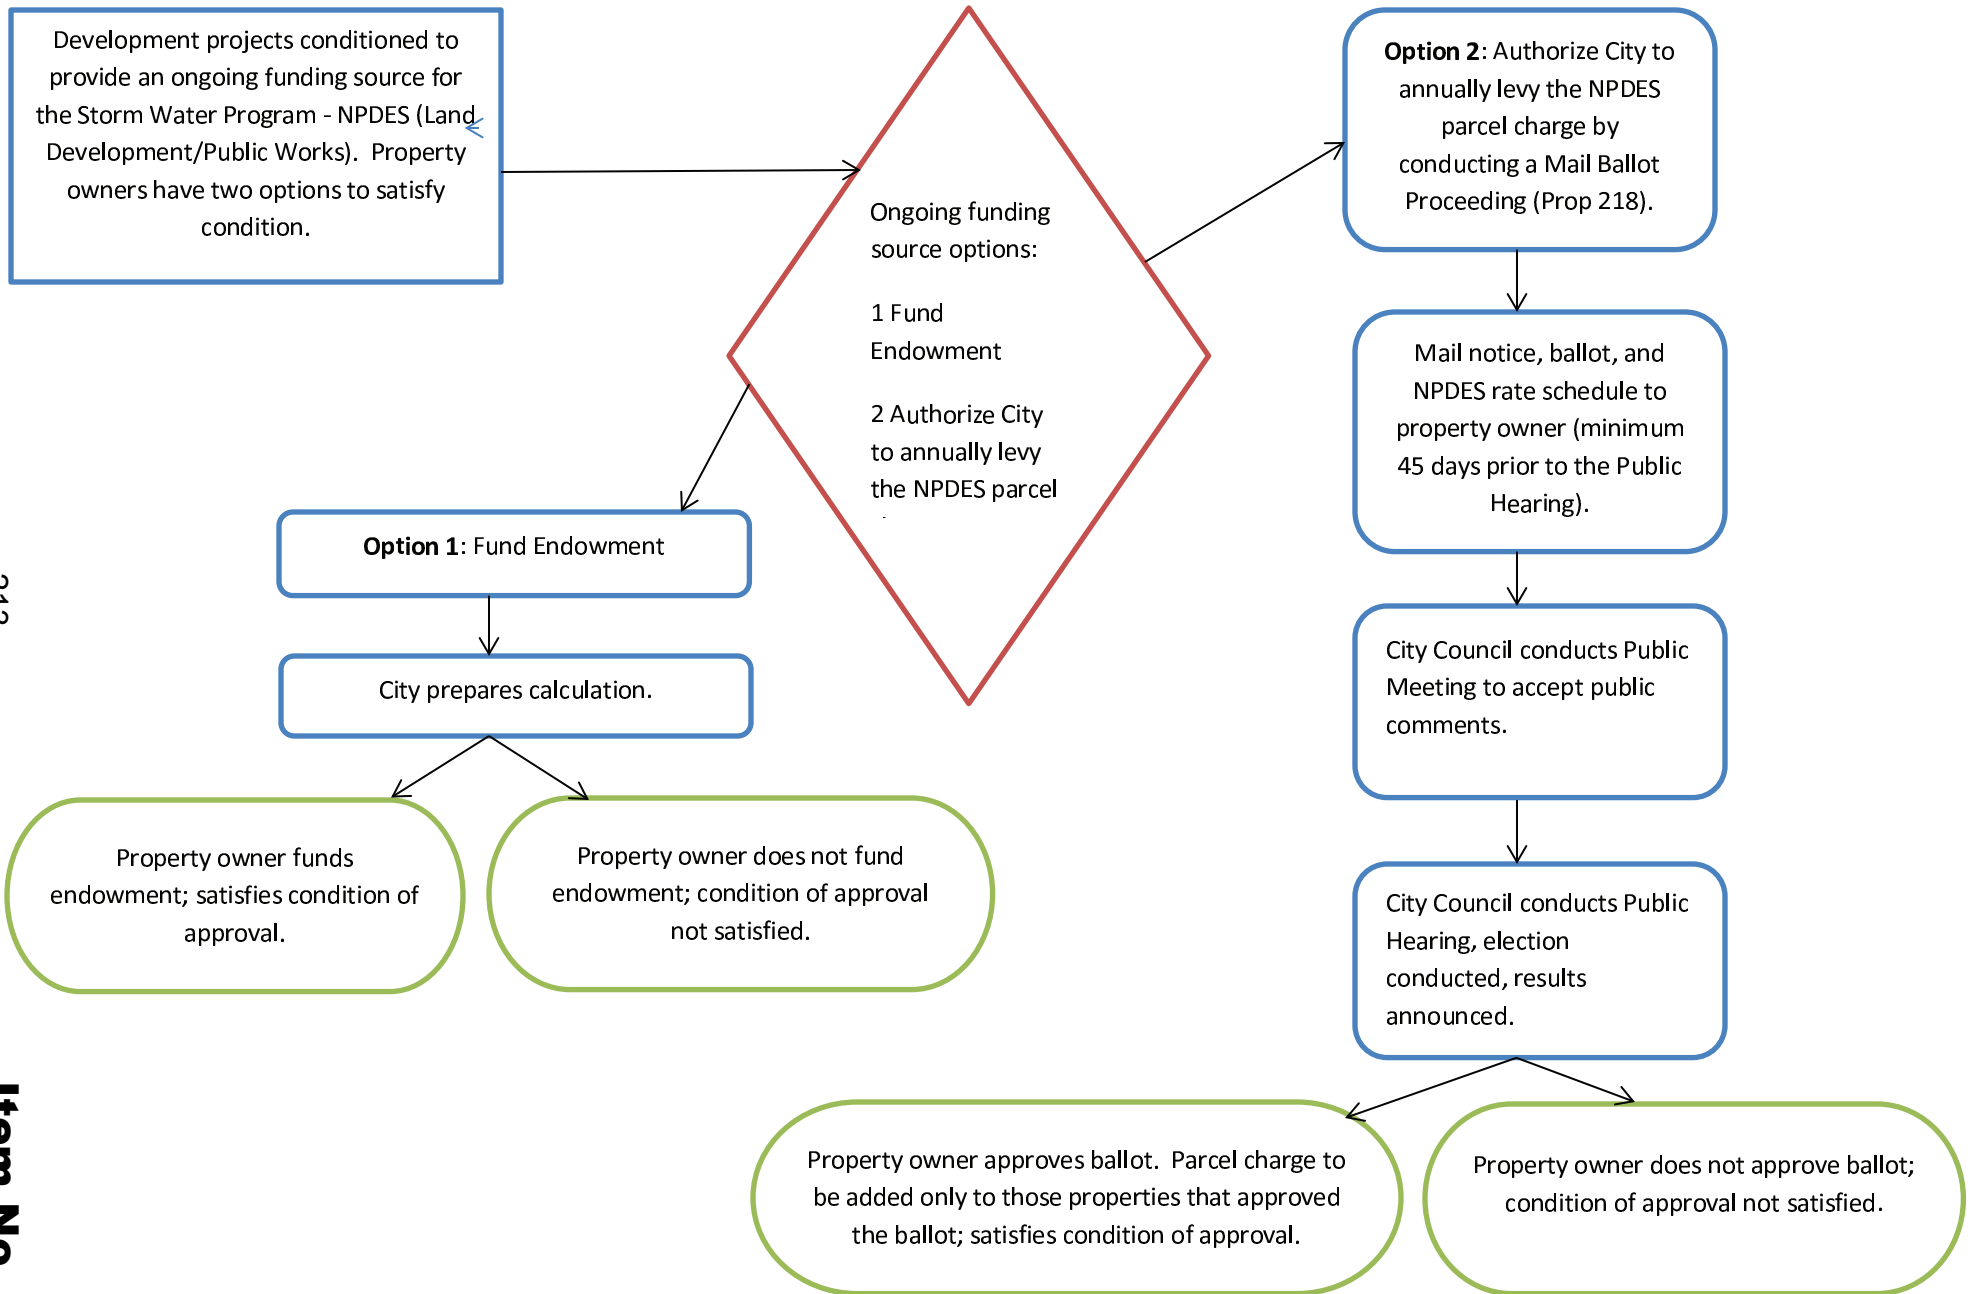 Development projects conditioned to
provide an ongoing funding source for
the Storm Water Program - NPDES (Land
Development/Public Works).  Property
owners have two options to satisfy
condition.
Ongoing funding
source options:
1 Fund
Endowment
2 Authorize City
to annually levy
the NPDES parcel
Option 2: Authorize City to
annually levy the NPDES
parcel charge by
conducting a Mail Ballot
Proceeding (Prop 218).
Mail notice, ballot, and
NPDES rate schedule to
property owner (minimum
45 days prior to the Public
Hearing).
City Council conducts Public
Meeting to accept public
comments.
City Council conducts Public
Hearing, election
conducted, results
announced.
Option 1: Fund Endowment
City prepares calculation.
Property owner funds
endowment; satisfies condition of
approval.
Property owner does not fund
endowment; condition of approval
not satisfied.
Property owner approves ballot.  Parcel charge to
be added only to those properties that approved
the ballot; satisfies condition of approval.
Property owner does not approve ballot;
condition of approval not satisfied.
Item No